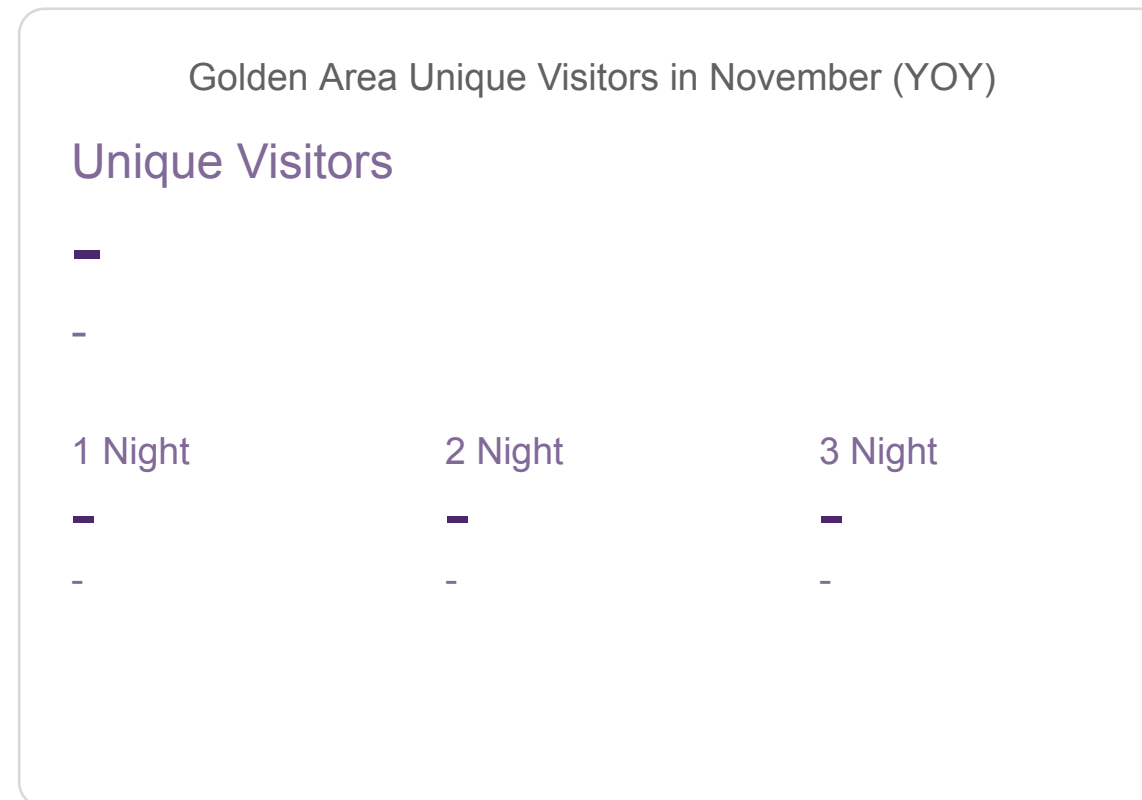 Golden Area Unique Visitors in November (YOY)
Unique Visitors
-
-
1 Night 2 Night 3 Night
- - -
- - -